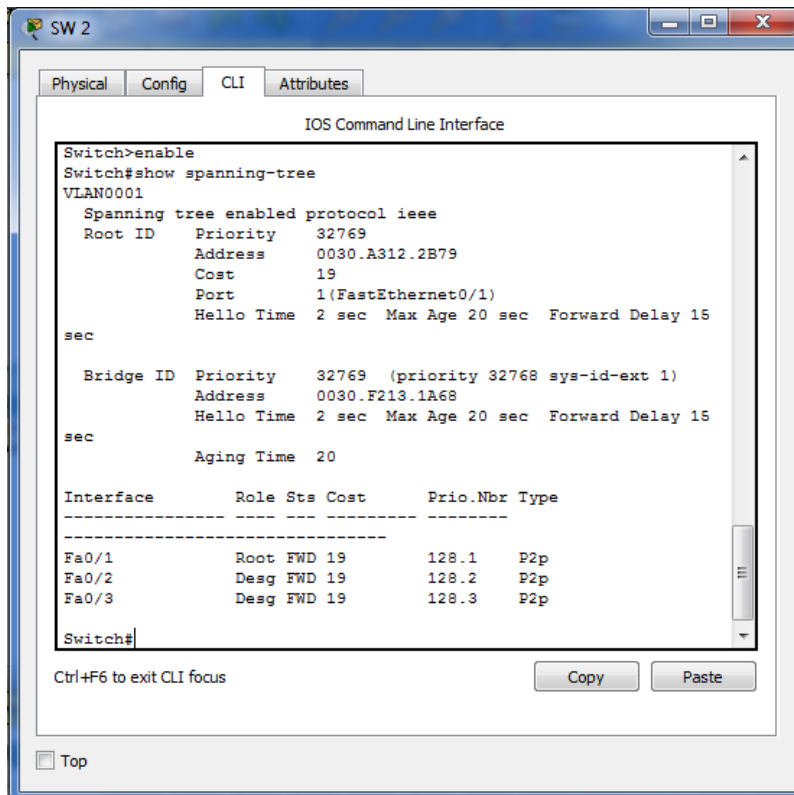 SW 2
Physical Config CLI Attributes
IOS Command Line Interface
Switch>enable
Switch#show spanning-tree
VLAN0001
  Spanning tree enabled protocol ieee
  Root ID    Priority    32769
             Address     0030.A312.2B79
             Cost        19
             Port        1(FastEthernet0/1)
             Hello Time  2 sec  Max Age 20 sec  Forward Delay 15
sec
  Bridge ID  Priority    32769  (priority 32768 sys-id-ext 1)
             Address     0030.F213.1A68
             Hello Time  2 sec  Max Age 20 sec  Forward Delay 15
sec
             Aging Time  20
Interface        Role Sts Cost      Prio.Nbr Type
---------------- ---- --- --------- --------
--------------------------------
Fa0/1            Root FWD 19        128.1    P2p
Fa0/2            Desg FWD 19        128.2    P2p
Fa0/3            Desg FWD 19        128.3    P2p
Switch#
Ctrl+F6 to exit CLI focus Copy Paste
Top